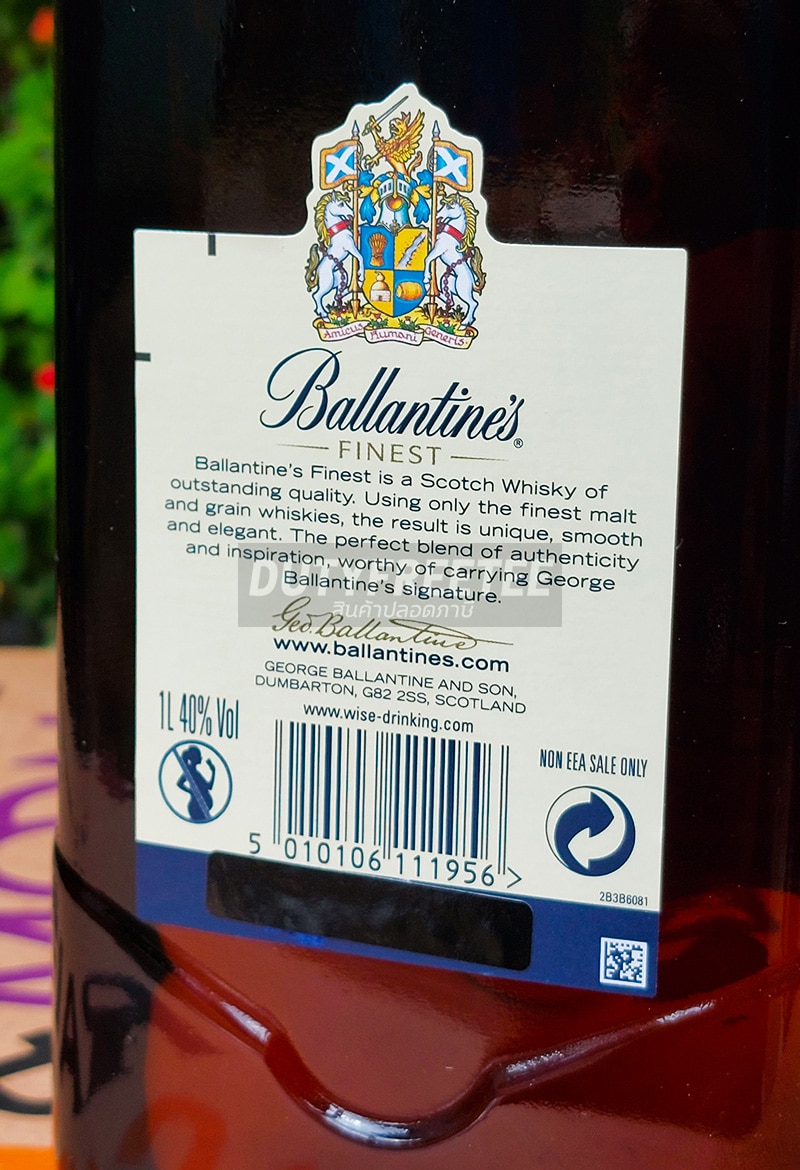 Amicus Humani Generis
Ballantine's®
FINEST
Ballantine's Finest is a Scotch Whisky of
outstanding quality. Using only the finest malt
and grain whiskies, the result is unique, smooth
and elegant. The perfect blend of authenticity
and inspiration, worthy of carrying George
Ballantine's signature.
DUTYFREETEE
สินค้าปลอดภาษี
Geo. Ballantine
www.ballantines.com
GEORGE BALLANTINE AND SON,
DUMBARTON, G82 2SS, SCOTLAND
www.wise-drinking.com
1L 40% Vol
NON EEA SALE ONLY
5 010106 111956 >
2B3B6081